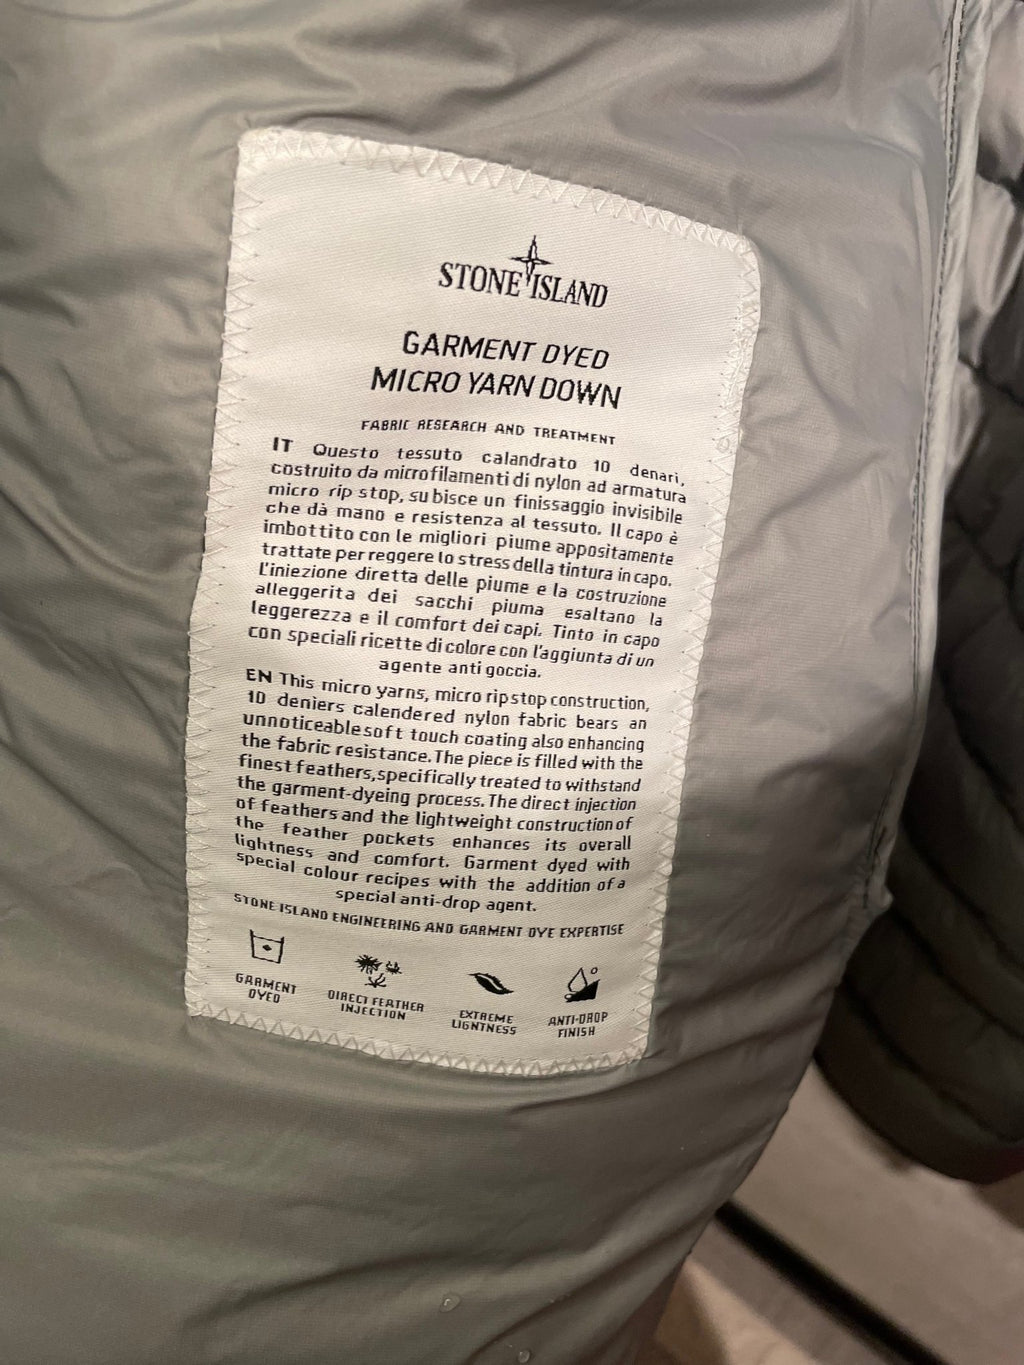 STONE ISLAND
GARMENT DYED
MICRO YARN DOWN
FABRIC RESEARCH AND TREATMENT
IT Questo tessuto calandrato 10 denari,
costruito da microfilamenti di nylon ad armatura
micro rip stop, subisce un finissaggio invisibile
che dà mano e resistenza al tessuto. Il capo è
imbottito con le migliori piume appositamente
trattate per reggere lo stress della tintura in capo.
L'iniezione diretta delle piume e la costruzione
alleggerita dei sacchi piuma esaltano la
leggerezza e il comfort dei capi. Tinto in capo
con speciali ricette di colore con l'aggiunta di un
agente anti goccia.
EN This micro yarns, micro rip stop construction,
10 deniers calendered nylon fabric bears an
unnoticeable soft touch coating also enhancing
the fabric resistance. The piece is filled with the
finest feathers, specifically treated to withstand
the garment-dyeing process. The direct injection
of feathers and the lightweight construction of
the feather pockets enhances its overall
lightness and comfort. Garment dyed with
special colour recipes with the addition of a
special anti-drop agent.
STONE ISLAND ENGINEERING AND GARMENT DYE EXPERTISE
GARMENT
DYED
DIRECT FEATHER
INJECTION
EXTREME
LIGHTNESS
ANTI-DROP
FINISH